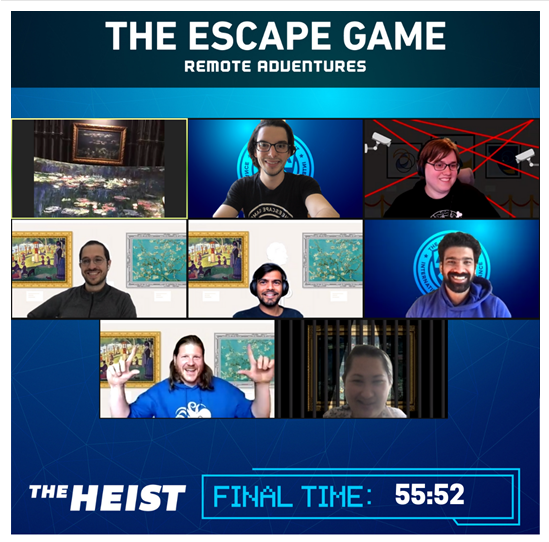 THE ESCAPE GAME
REMOTE ADVENTURES
THE HEIST
FINAL TIME: 55:52